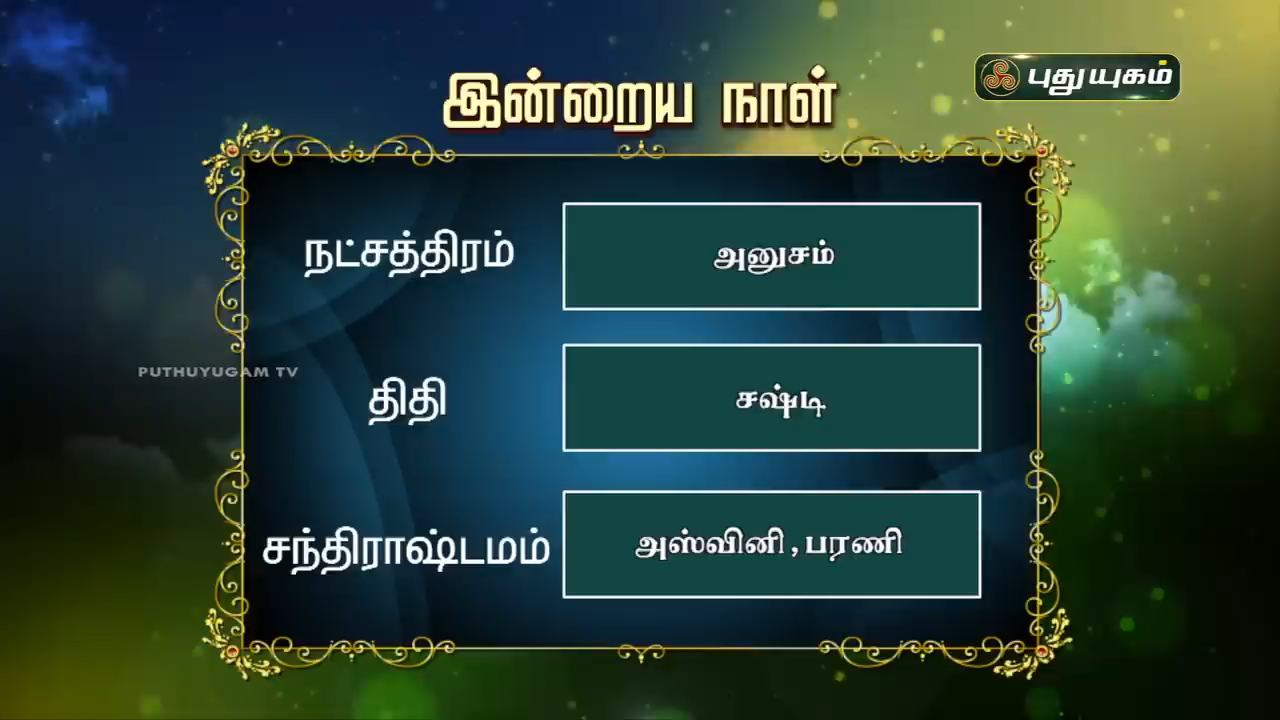 இன்றைய நாள்
புதுயுகம்
நட்சத்திரம் அனுசம்
PUTHUYUGAM TV
திதி சஷ்டி
சந்திராஷ்டமம் அஸ்வினி , பரணி